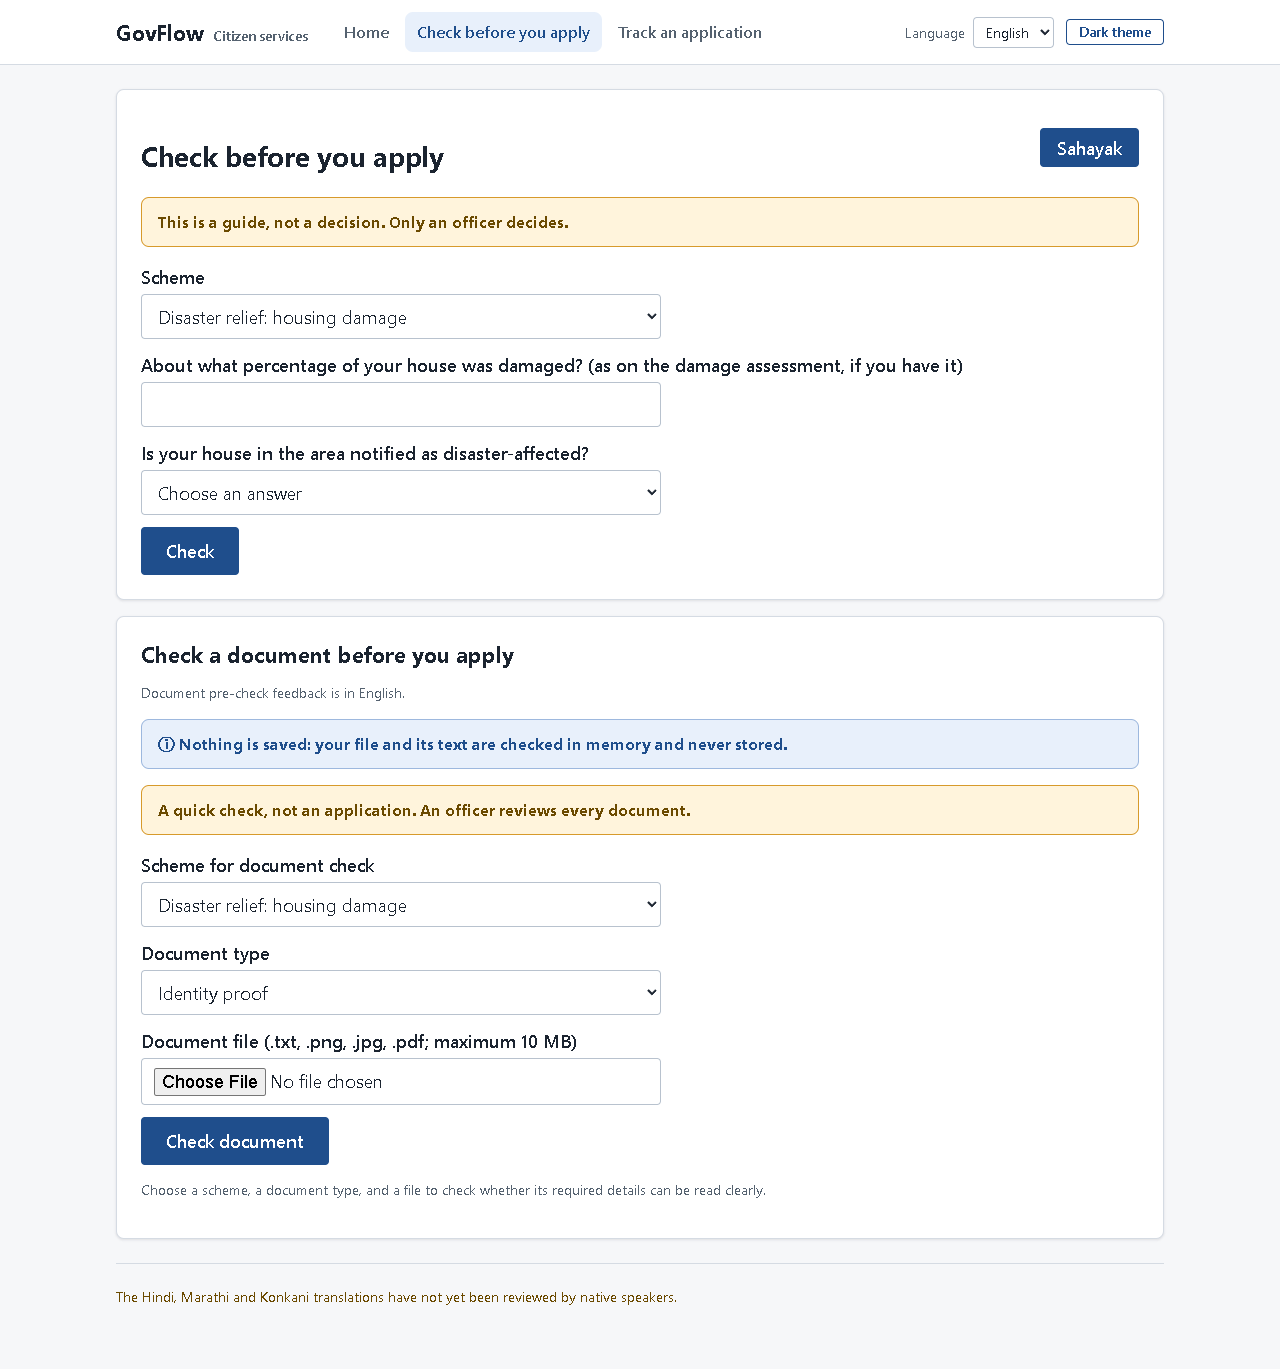 GovFlow Citizen services Home Check before you apply Track an application Language English Dark theme
Check before you apply
Sahayak
This is a guide, not a decision. Only an officer decides.
Scheme
Disaster relief: housing damage
About what percentage of your house was damaged? (as on the damage assessment, if you have it)
Is your house in the area notified as disaster-affected?
Choose an answer
Check
Check a document before you apply
Document pre-check feedback is in English.
ⓘ Nothing is saved: your file and its text are checked in memory and never stored.
A quick check, not an application. An officer reviews every document.
Scheme for document check
Disaster relief: housing damage
Document type
Identity proof
Document file (.txt, .png, .jpg, .pdf; maximum 10 MB)
Choose File No file chosen
Check document
Choose a scheme, a document type, and a file to check whether its required details can be read clearly.
The Hindi, Marathi and Konkani translations have not yet been reviewed by native speakers.